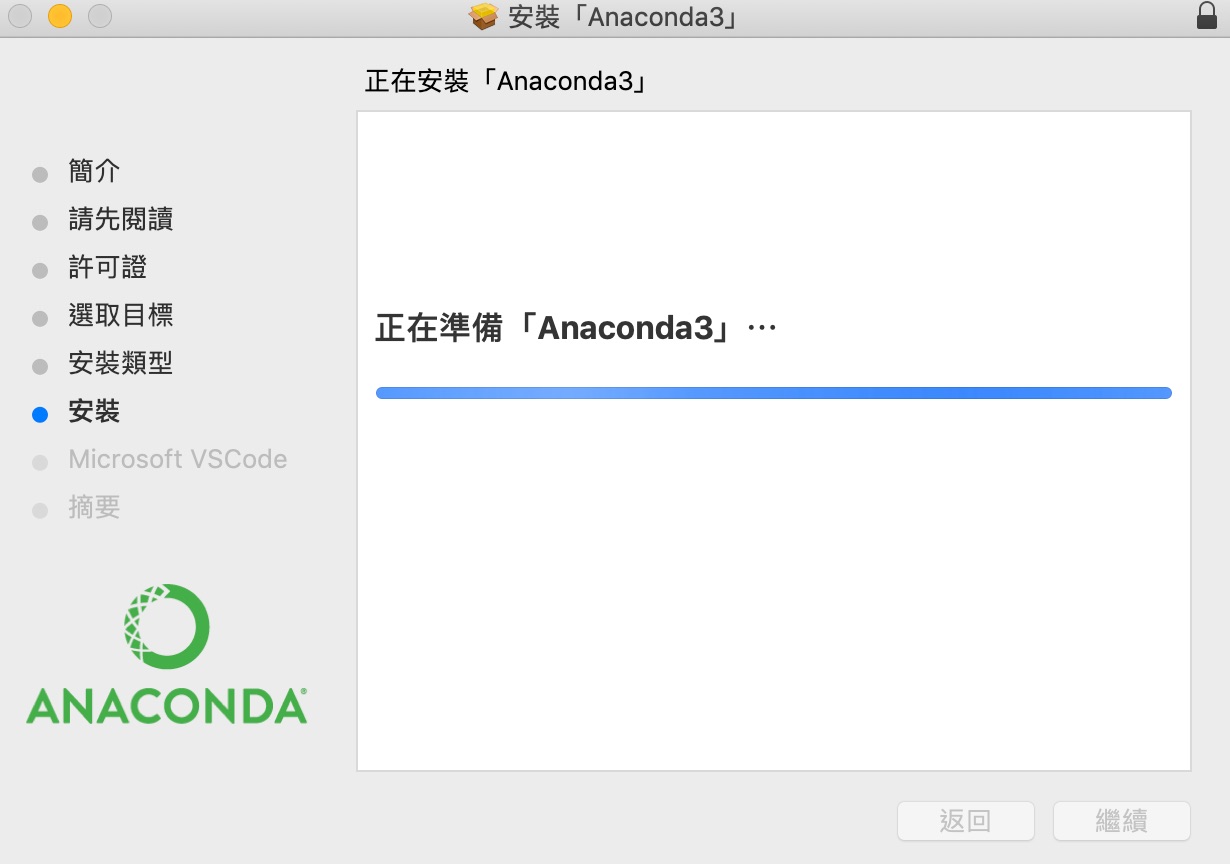 安裝「Anaconda3」
正在安裝「Anaconda3」
簡介
請先閱讀
許可證
選取目標
安裝類型
安裝
Microsoft VSCode
摘要
正在準備「Anaconda3」⋯
ANACONDA®
返回
繼續